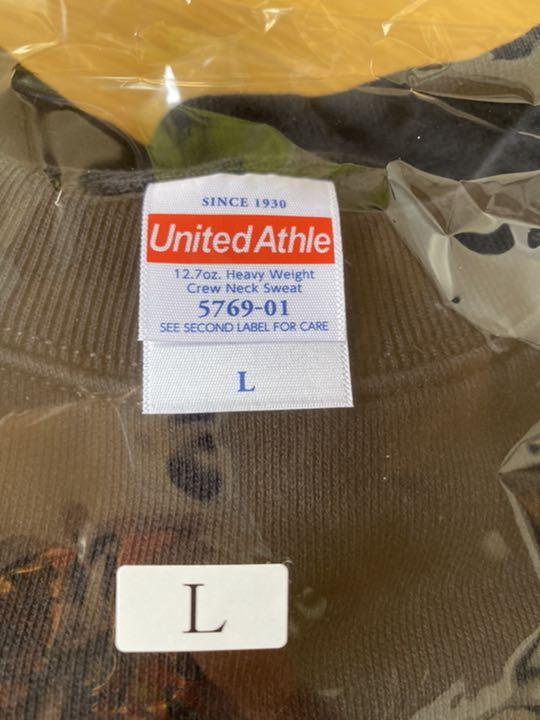 SINCE 1930
United Athle
12.7oz. Heavy Weight
Crew Neck Sweat
5769-01
SEE SECOND LABEL FOR CARE
L
L